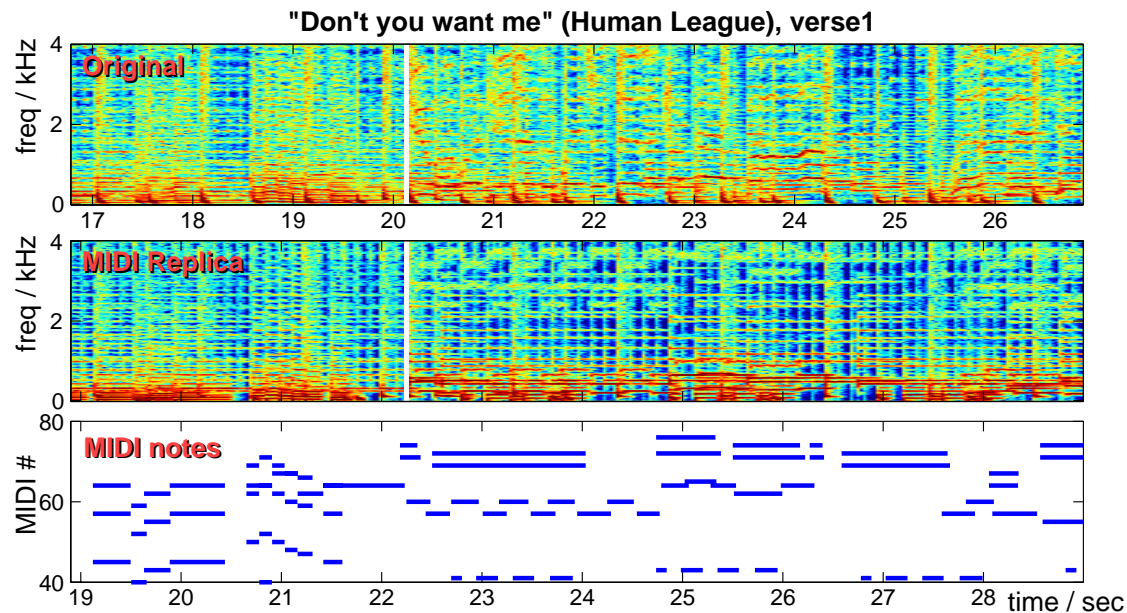 "Don't you want me" (Human League), verse1
freq / kHz
4
2
0
Original
17 18 19 20 21 22 23 24 25 26
freq / kHz
4
2
0
MIDI Replica
MIDI #
80
60
40
MIDI notes
19 20 21 22 23 24 25 26 27 28 time / sec